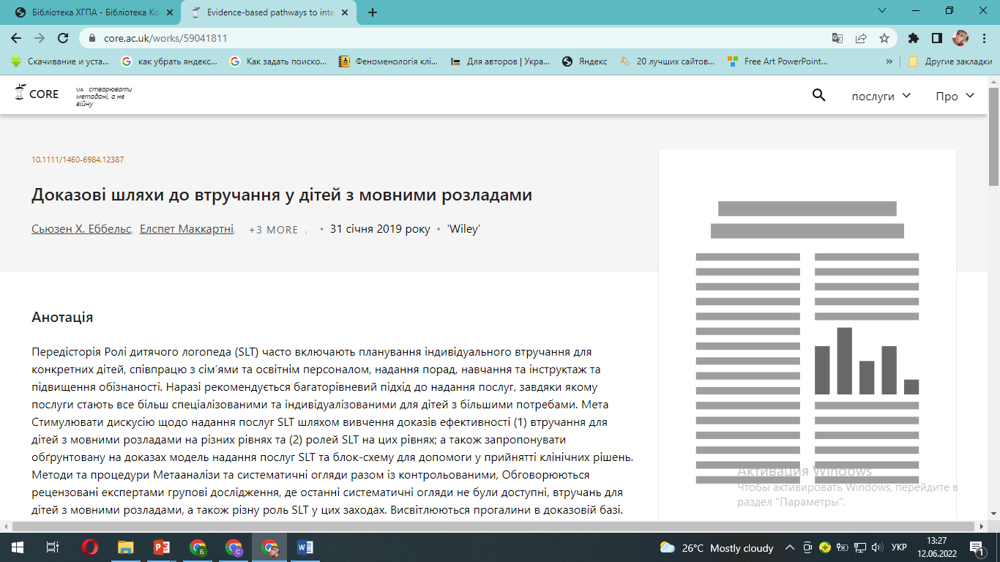 Бібліотека ХГПА - Бібліотека Ко
Evidence-based pathways to inte
core.ac.uk/works/59041811
Скачивание и уста...
как убрать яндекс...
Как задать поиско...
Феноменологія клі...
Для авторов | Укра...
Яндекс
20 лучших сайтов...
Free Art PowerPoint...
»
Другие закладки
CORE
UA створювати
метадані, а не
війну
послуги
Про
10.1111/1460-6984.12387
Доказові шляхи до втручання у дітей з мовними розладами
Сьюзен Х. Еббельс, Елспет Маккартні, +3 MORE , • 31 січня 2019 року • 'Wiley'
Анотація
Передісторія Ролі дитячого логопеда (SLT) часто включають планування індивідуального втручання для
конкретних дітей, співпрацю з сім’ями та освітнім персоналом, надання порад, навчання та інструктаж та
підвищення обізнаності. Наразі рекомендується багаторівневий підхід до надання послуг, завдяки якому
послуги стають все більш спеціалізованими та індивідуалізованими для дітей з більшими потребами. Мета
Стимулювати дискусію щодо надання послуг SLT шляхом вивчення доказів ефективності (1) втручання для
дітей з мовними розладами на різних рівнях та (2) ролей SLT на цих рівнях; а також запропонувати
обґрунтовану на доказах модель надання послуг SLT та блок-схему для допомоги у прийнятті клінічних рішень.
Методи та процедури Метааналізи та систематичні огляди разом із контрольованими, Обговорюються
рецензовані експертами групові дослідження, де останні систематичні огляди не були доступні, втручань для
дітей з мовними розладами, а також різну роль SLT у цих заходах. Висвітлюються прогалини в доказовій базі.
Активация Windows
Чтобы активировать Windows, перейдите в
раздел "Параметры".
26°C Mostly cloudy
УКР
13:27
12.06.2022
1